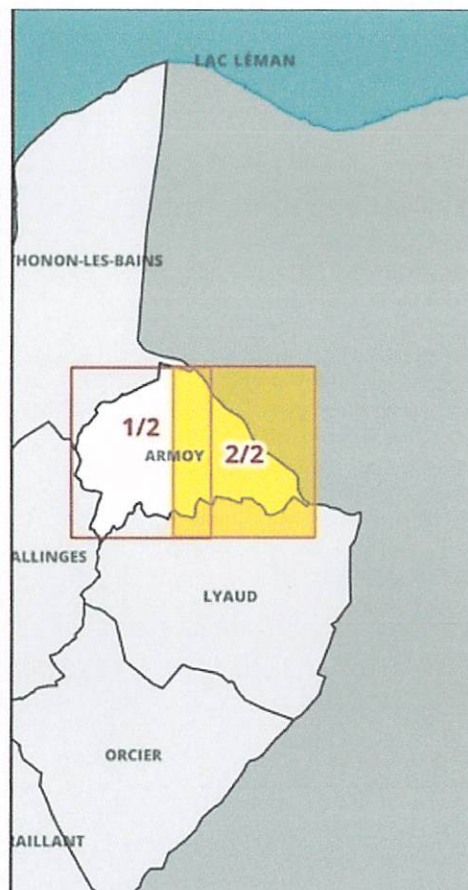 LAC LÉMAN
THONON-LES-BAINS
1/2
ARMOY
2/2
ALLINGES
LYAUD
ORCIER
RAILLANT